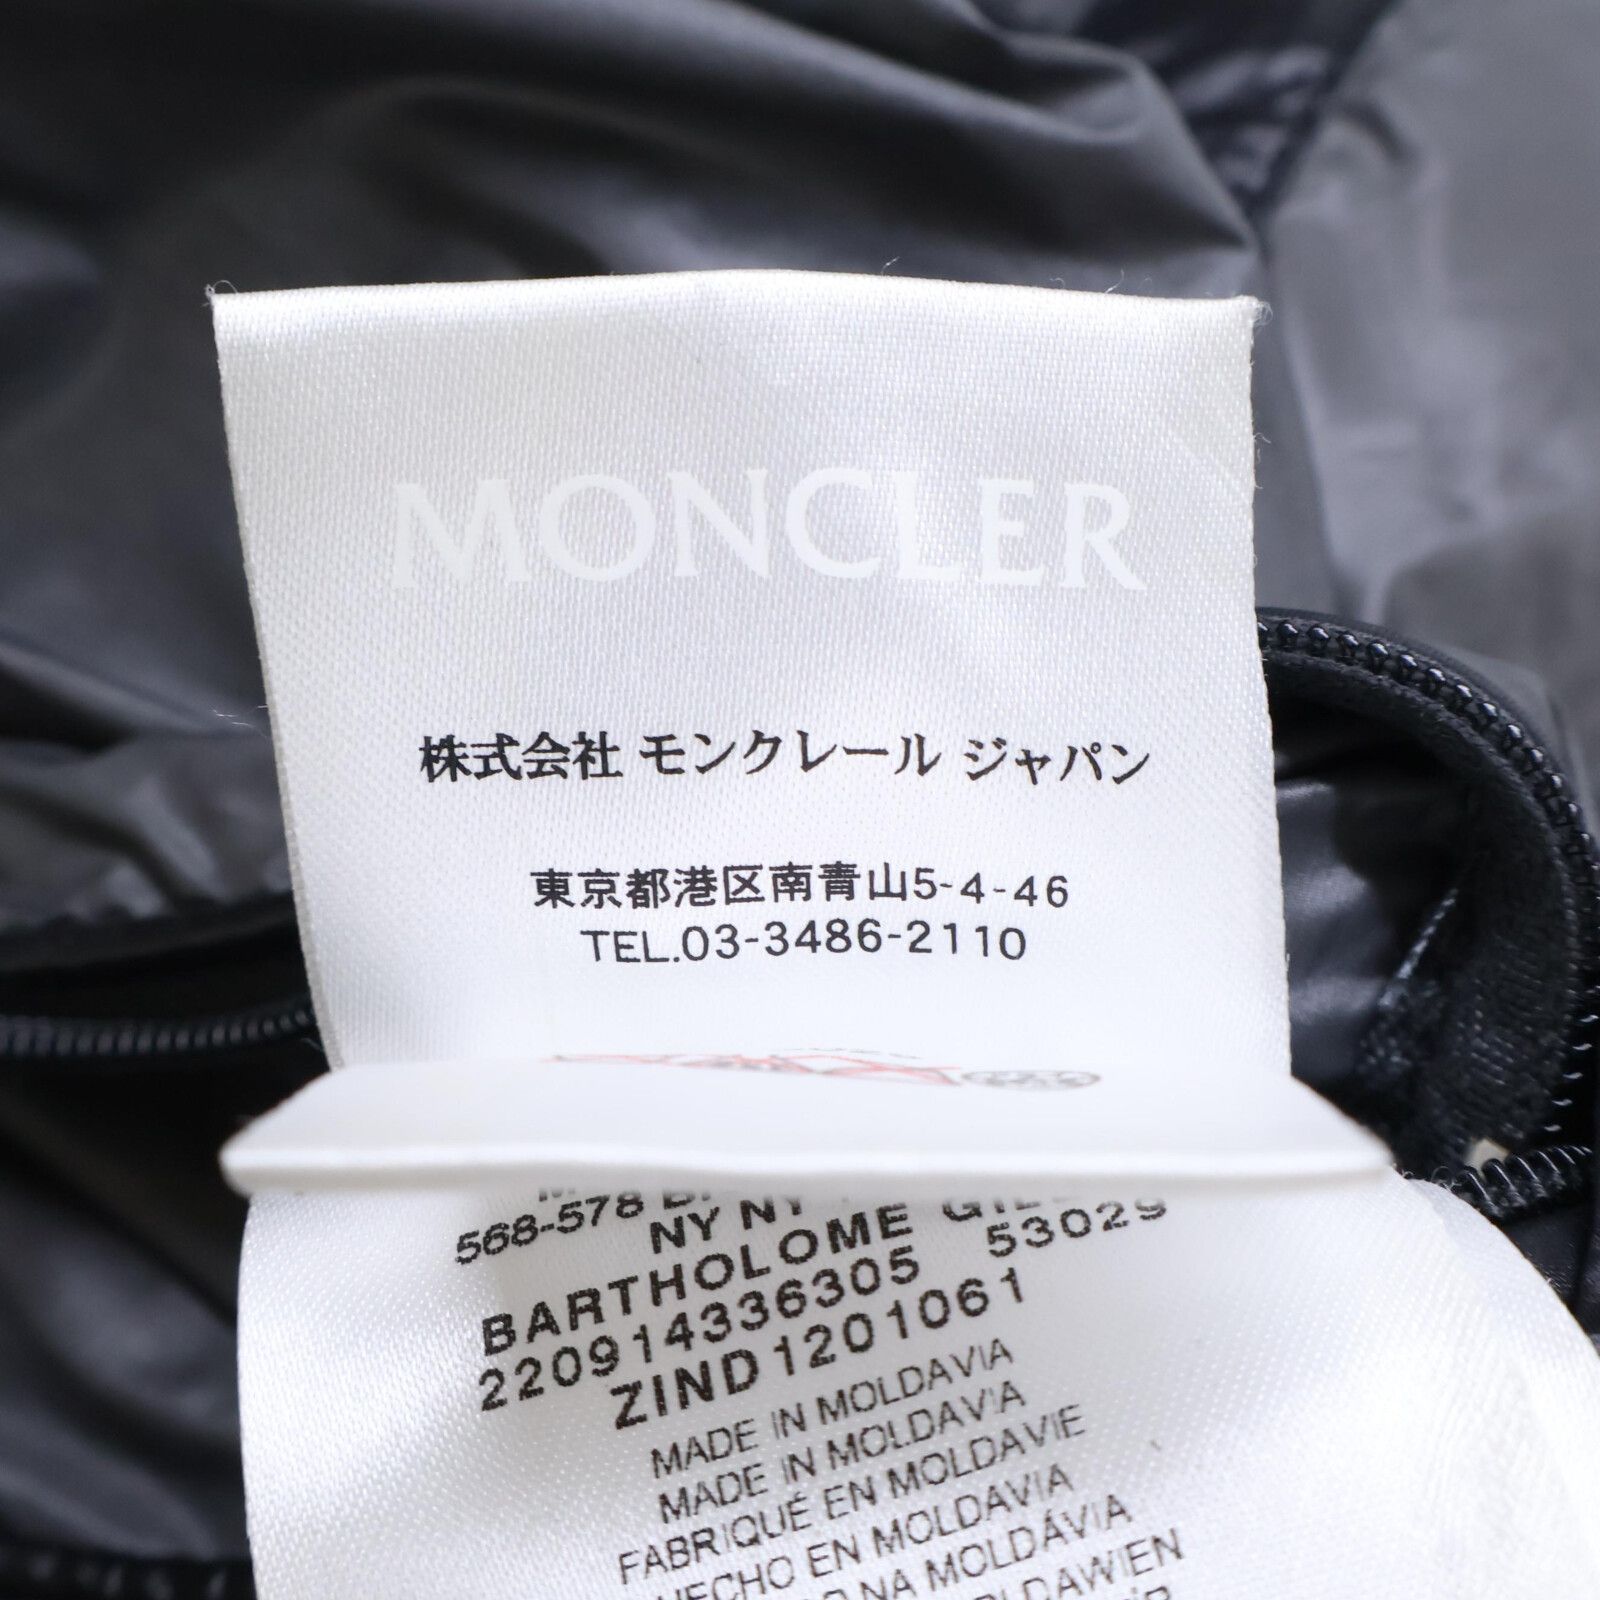 MONCLER
株式会社 モンクレール ジャパン
東京都港区南青山5-4-46
TEL.03-3486-2110
568-578
NY NY
BARTHOLOME
220914336305 53029
ZIND1201061
MADE IN MOLDAVIA
MADE IN MOLDAVIA
FABRIQUÉ EN MOLDAVIE
HECHO EN MOLDAVIA
NA MOLDÁVIA